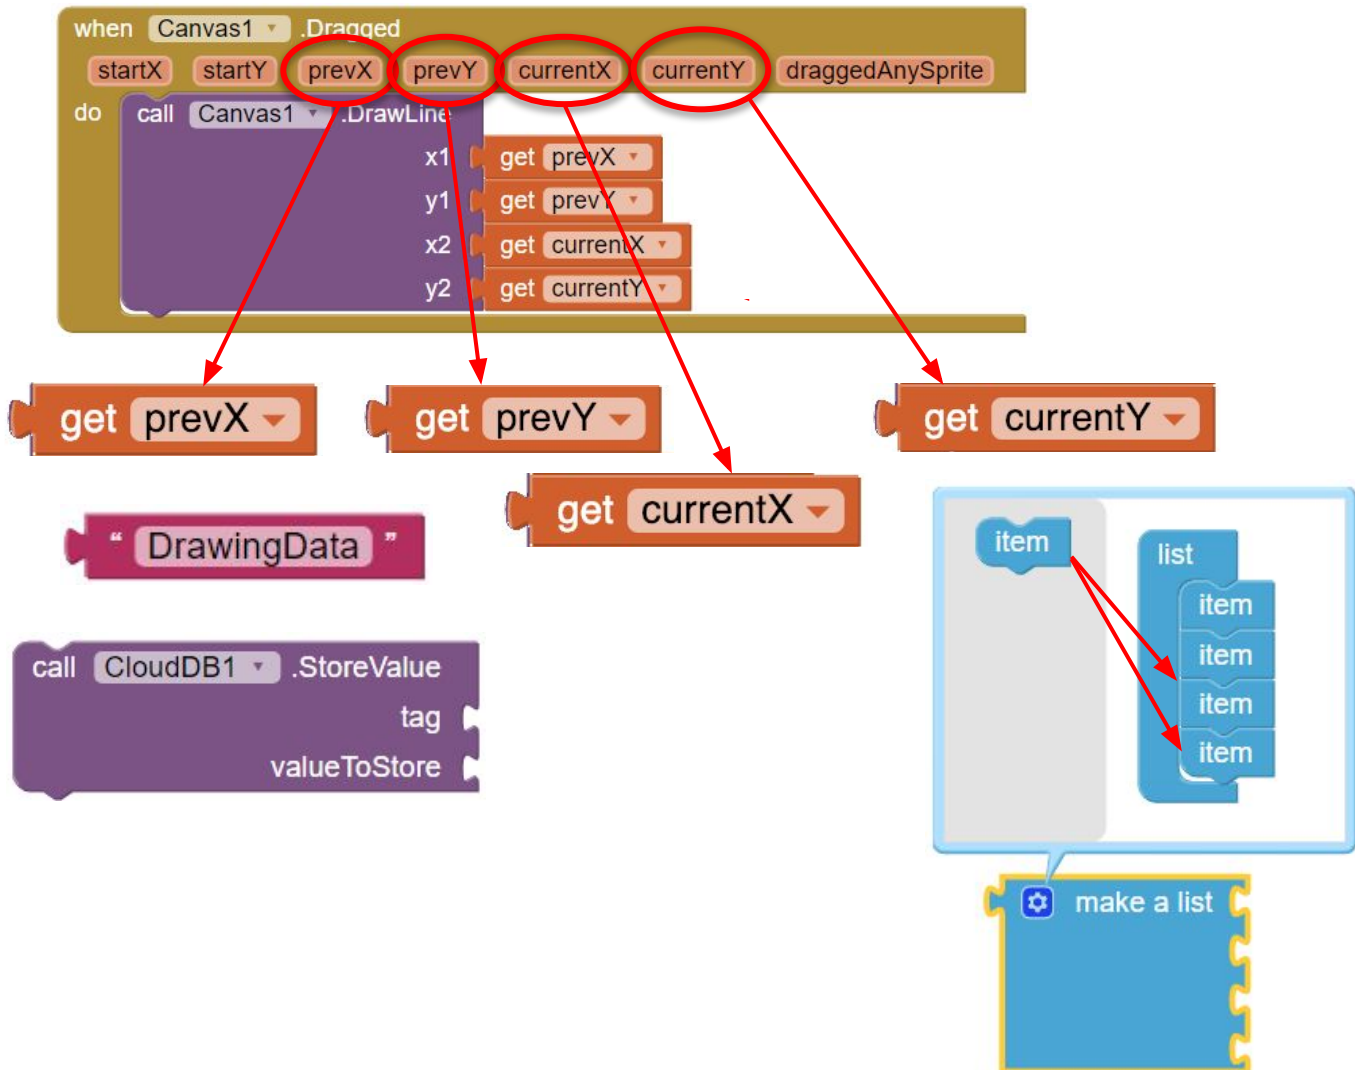 when Canvas1 .Dragged
startX startY prevX prevY currentX currentY draggedAnySprite
do call Canvas1 .DrawLine
x1 get prevX
y1 get prevY
x2 get currentX
y2 get currentY
get prevX get prevY get currentY
get currentX
“ DrawingData ”
item list
item
item
item
item
call CloudDB1 .StoreValue
tag
valueToStore
make a list